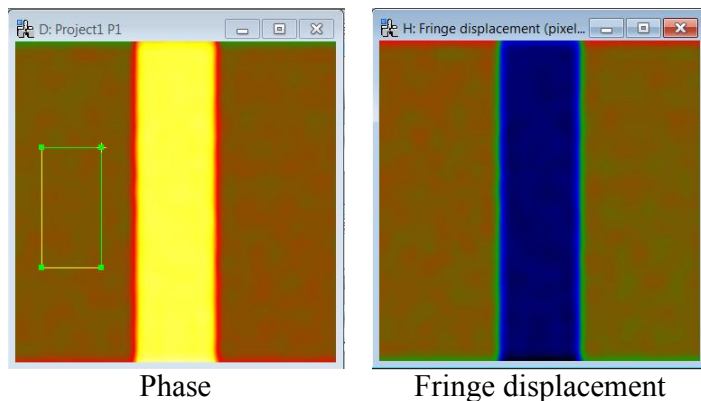 D: Project1 P1
H: Fringe displacement (pixel...
Phase
Fringe displacement